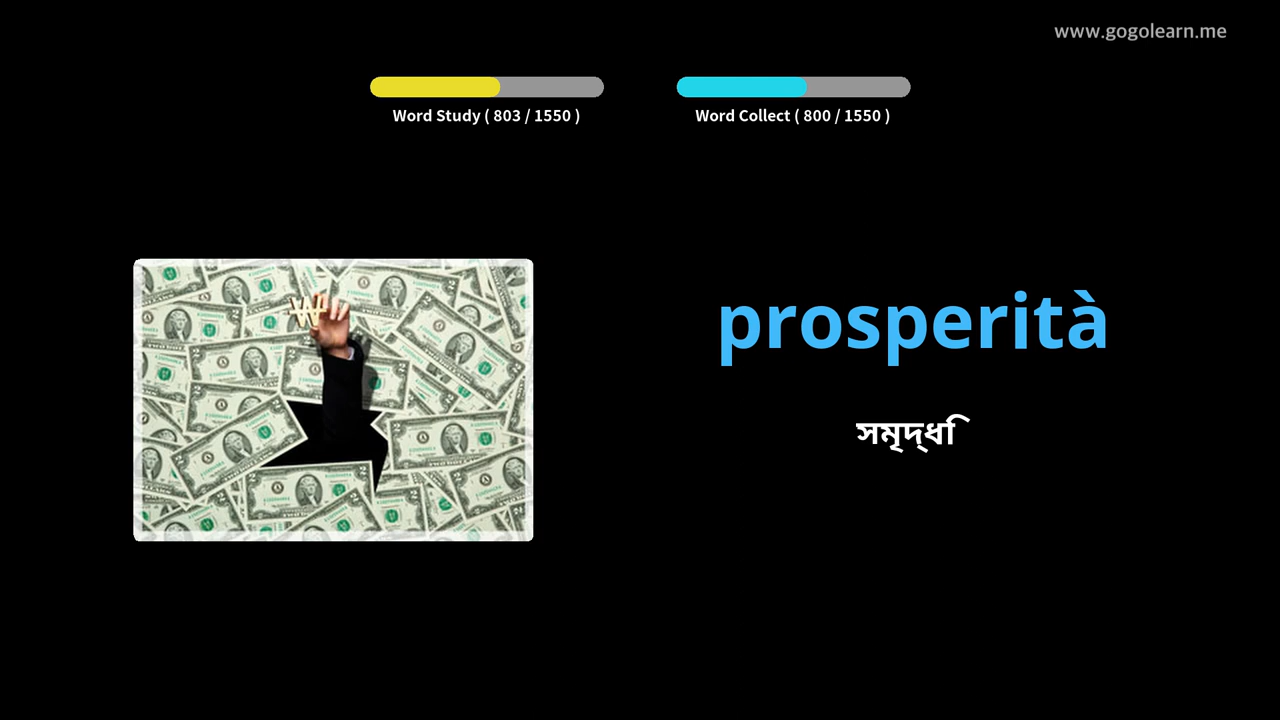 www.gogolearn.me
Word Study ( 803 / 1550 )
Word Collect ( 800 / 1550 )
prosperità
সমৃদ্ধি